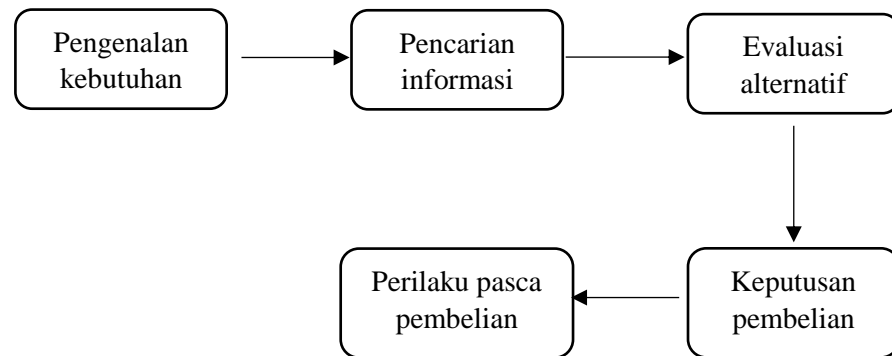 Pengenalan
kebutuhan
Pencarian
informasi
Evaluasi
alternatif
Keputusan
pembelian
Perilaku pasca
pembelian